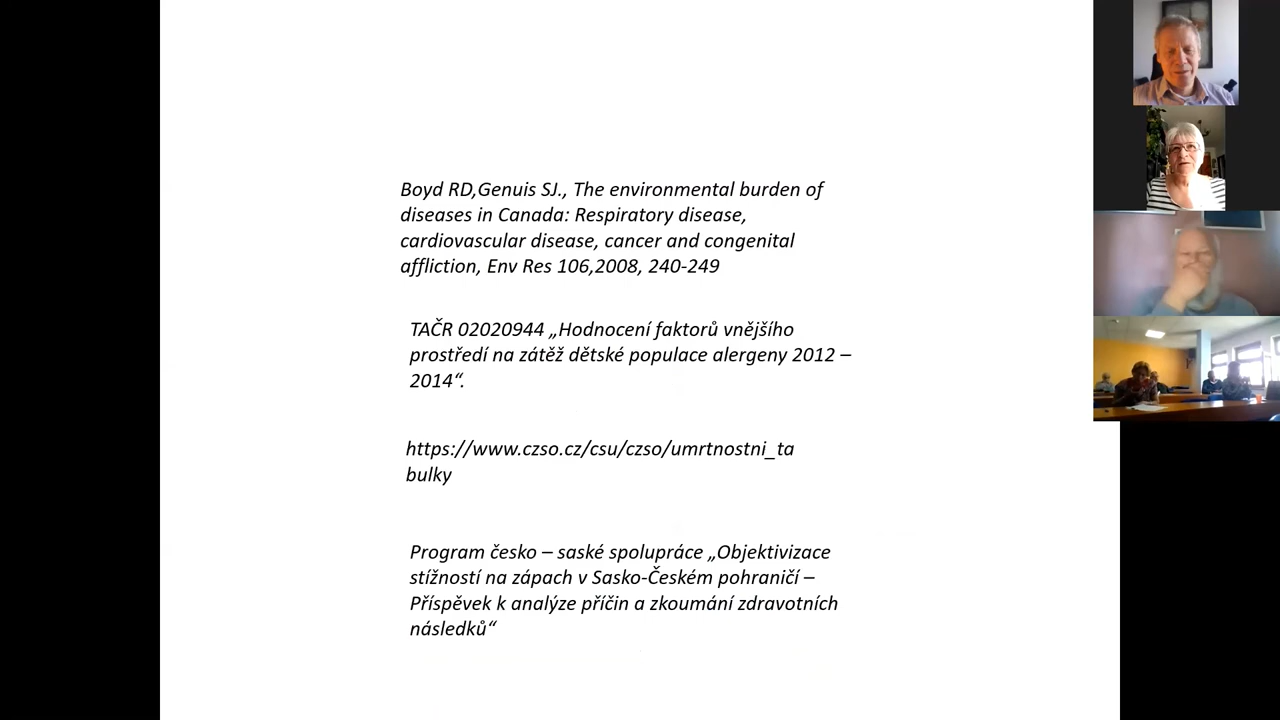 Boyd RD,Genuis SJ., The environmental burden of
diseases in Canada: Respiratory disease,
cardiovascular disease, cancer and congenital
affliction, Env Res 106,2008, 240-249
TAČR 02020944 „Hodnocení faktorů vnějšího
prostředí na zátěž dětské populace alergeny 2012 –
2014“.
https://www.czso.cz/csu/czso/umrtnostni_ta
bulky
Program česko – saské spolupráce „Objektivizace
stížností na zápach v Sasko-Českém pohraničí –
Příspěvek k analýze příčin a zkoumání zdravotních
následků“